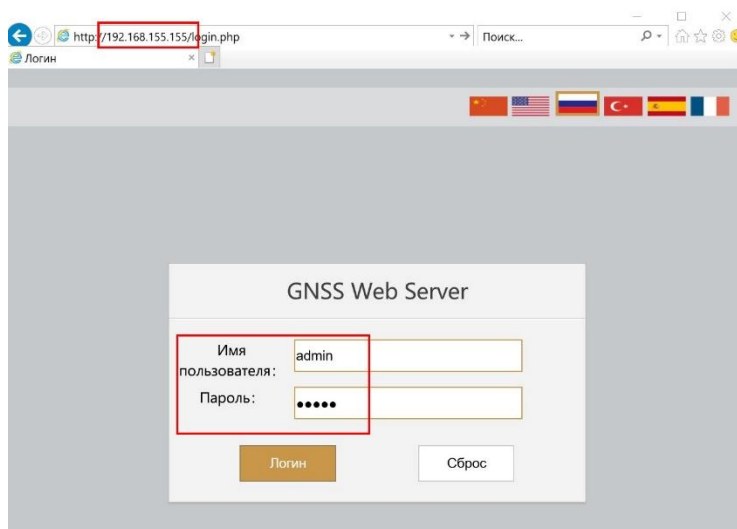 http://192.168.155.155/login.php
Поиск...
Логин
GNSS Web Server
Имя
пользователя:
admin
Пароль:
•••••
Логин
Сброс